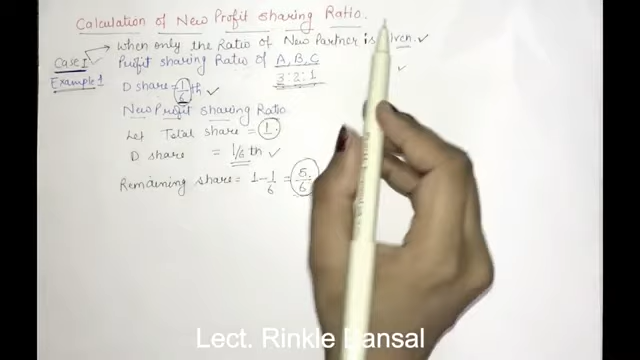 Calculation of New Profit sharing Ratio.
Case I → When only the Ratio of New Partner is given.
Profit sharing Ratio of A, B, C
Example 1 3:2:1
D share = 1/6 th
New Profit sharing Ratio
Let Total share = 1
D share = 1/6 th
Remaining share = 1 - 1/6 = 5/6
Lect. Rinkle Bansal